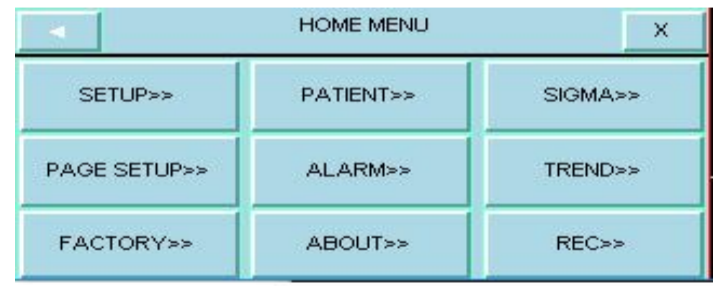 HOME MENU X
SETUP>> PATIENT>> SIGMA>>
PAGE SETUP>> ALARM>> TREND>>
FACTORY>> ABOUT>> REC>>